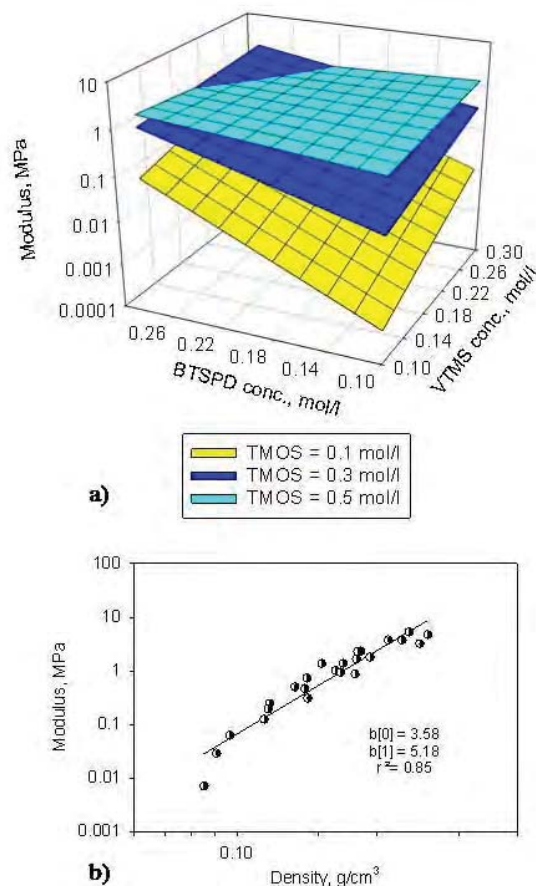 10
1
0.1
0.01
0.001
0.0001
Modulus, MPa
0.26
0.22
0.18
0.14
0.10
BTSPD conc., mol/l
0.10
0.14
0.18
0.22
0.26
0.30
VTMS conc., mol/l
TMOS = 0.1 mol/l
TMOS = 0.3 mol/l
TMOS = 0.5 mol/l
a)
100
10
1
0.1
0.01
0.001
Modulus, MPa
b[0] = 3.58
b[1] = 5.18
r² = 0.85
0.10
Density, g/cm³
b)